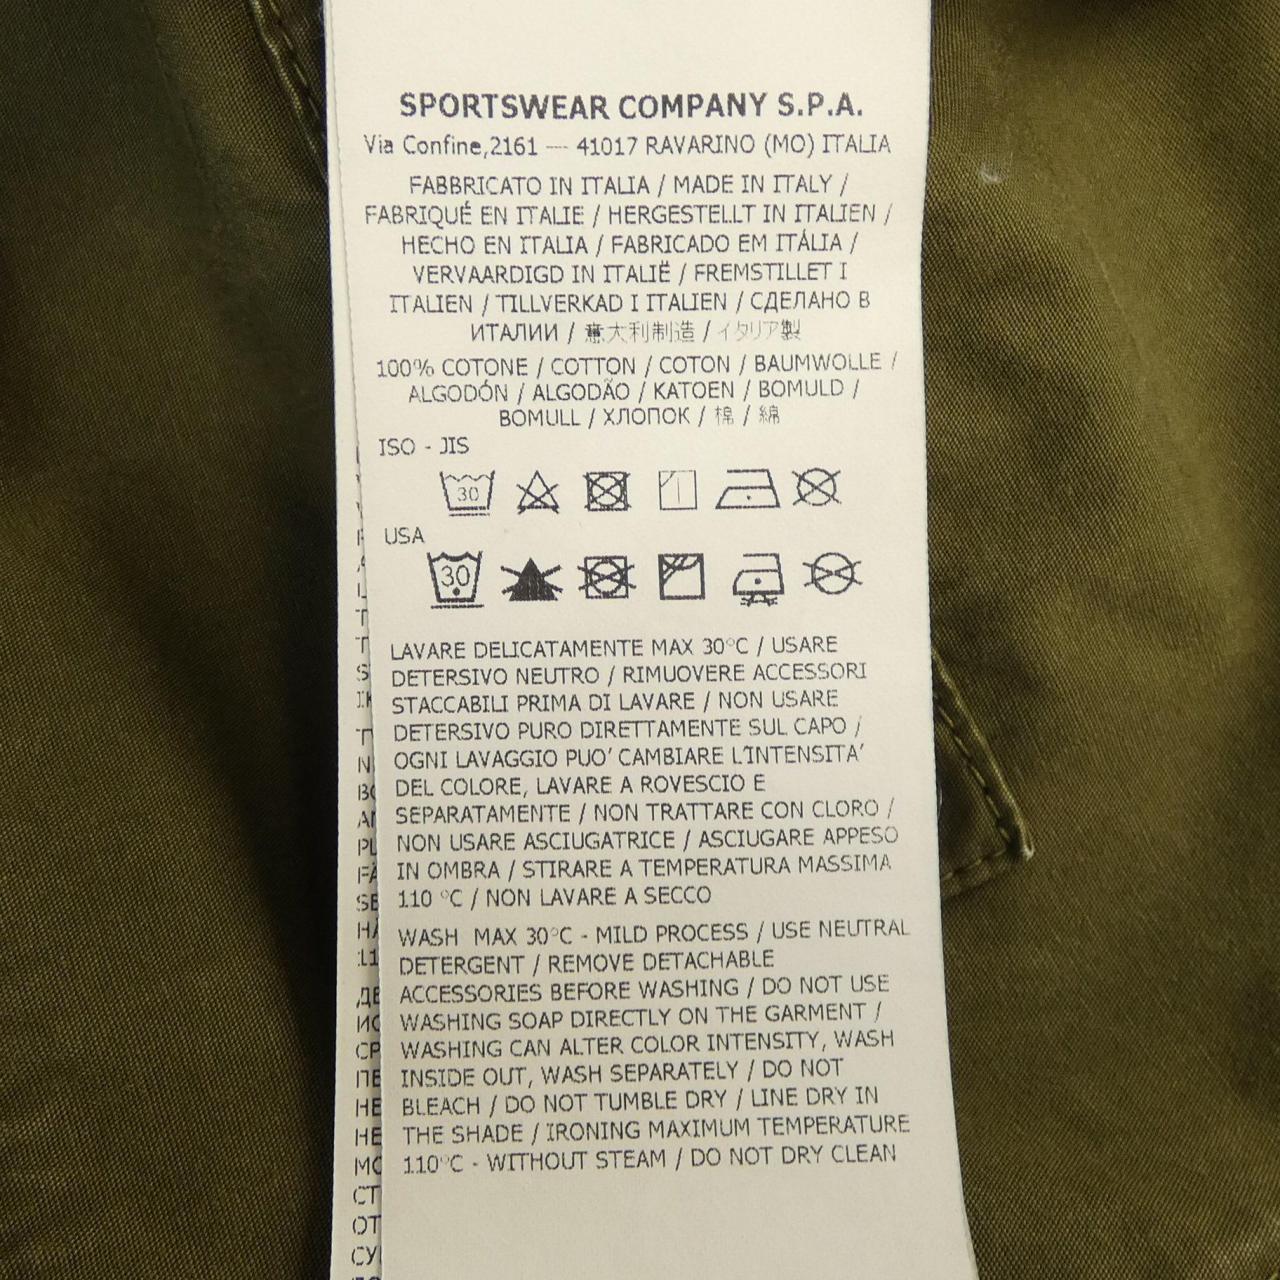 SPORTSWEAR COMPANY S.P.A.
Via Confine,2161 — 41017 RAVARINO (MO) ITALIA
FABBRICATO IN ITALIA / MADE IN ITALY /
FABRIQUÉ EN ITALIE / HERGESTELLT IN ITALIEN /
HECHO EN ITALIA / FABRICADO EM ITÁLIA /
VERVAARDIGD IN ITALIË / FREMSTILLET I
ITALIEN / TILLVERKAD I ITALIEN / СДЕЛАНО В
ИТАЛИИ / 意大利制造 / イタリア製
100% COTONE / COTTON / COTON / BAUMWOLLE /
ALGODÓN / ALGODÃO / KATOEN / BOMULD /
BOMULL / ХЛОПОК / 棉 / 綿
ISO - JIS
30
USA
30
LAVARE DELICATAMENTE MAX 30°C / USARE
DETERSIVO NEUTRO / RIMUOVERE ACCESSORI
STACCABILI PRIMA DI LAVARE / NON USARE
DETERSIVO PURO DIRETTAMENTE SUL CAPO /
OGNI LAVAGGIO PUO' CAMBIARE L'INTENSITA'
DEL COLORE, LAVARE A ROVESCIO E
SEPARATAMENTE / NON TRATTARE CON CLORO /
NON USARE ASCIUGATRICE / ASCIUGARE APPESO
IN OMBRA / STIRARE A TEMPERATURA MASSIMA
110 °C / NON LAVARE A SECCO
WASH MAX 30°C - MILD PROCESS / USE NEUTRAL
DETERGENT / REMOVE DETACHABLE
ACCESSORIES BEFORE WASHING / DO NOT USE
WASHING SOAP DIRECTLY ON THE GARMENT /
WASHING CAN ALTER COLOR INTENSITY, WASH
INSIDE OUT, WASH SEPARATELY / DO NOT
BLEACH / DO NOT TUMBLE DRY / LINE DRY IN
THE SHADE / IRONING MAXIMUM TEMPERATURE
110°C - WITHOUT STEAM / DO NOT DRY CLEAN